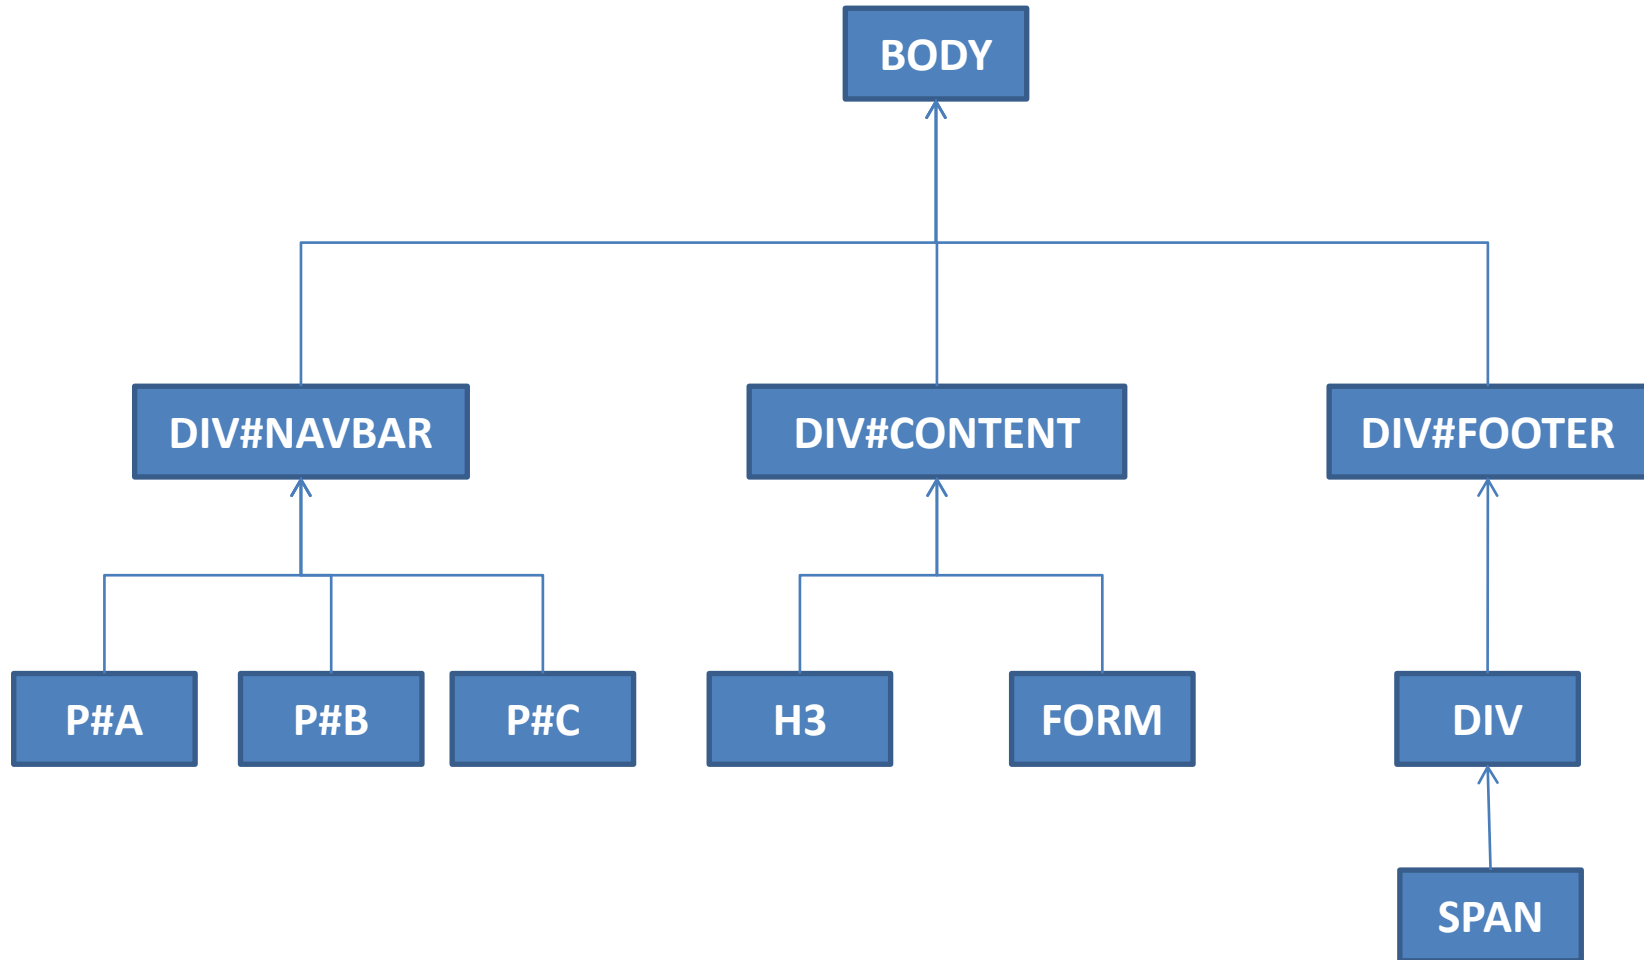 BODY
DIV#NAVBAR
DIV#CONTENT
DIV#FOOTER
P#A
P#B
P#C
H3
FORM
DIV
SPAN